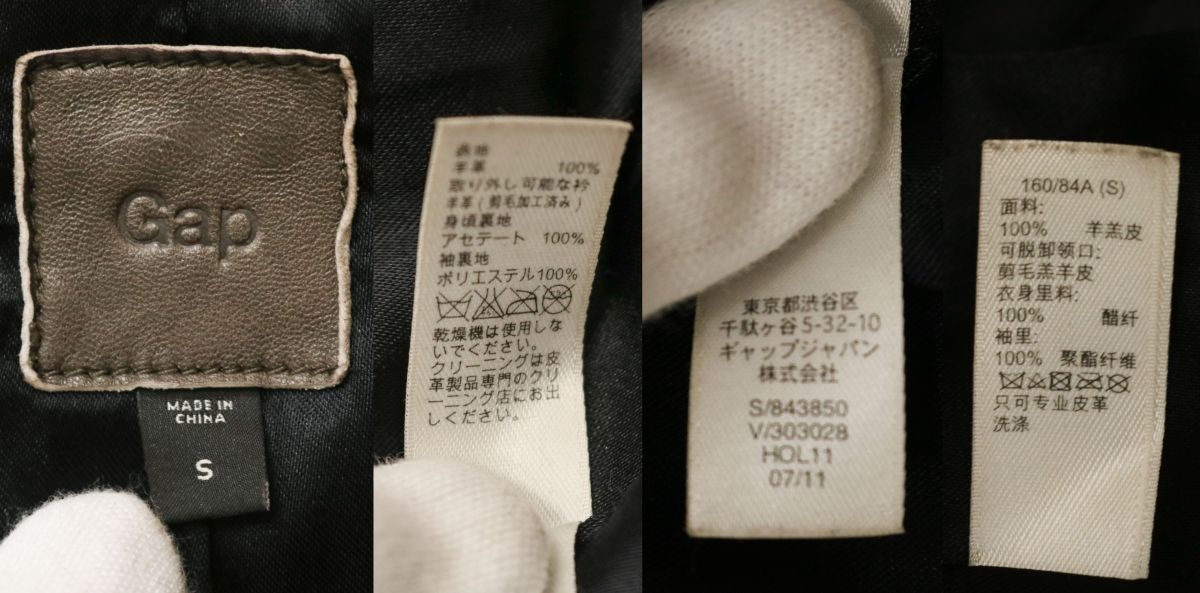 Gap
MADE IN
CHINA
S
表地
羊革 100%
取り外し可能な衿
羊革(剪毛加工済み)
身頃裏地
アセテート 100%
袖裏地
ポリエステル100%
乾燥機は使用しな
いでください。
クリーニングは皮
革製品専門のクリ
ーニング店にお出
しください。
東京都渋谷区
千駄ヶ谷5-32-10
ギャップジャパン
株式会社
S/843850
V/303028
HOL11
07/11
160/84A (S)
面料:
100% 羊羔皮
可脱卸领口:
剪毛羔羊皮
衣身里料:
100% 醋纤
袖里:
100% 聚酯纤维
只可专业皮革
洗涤